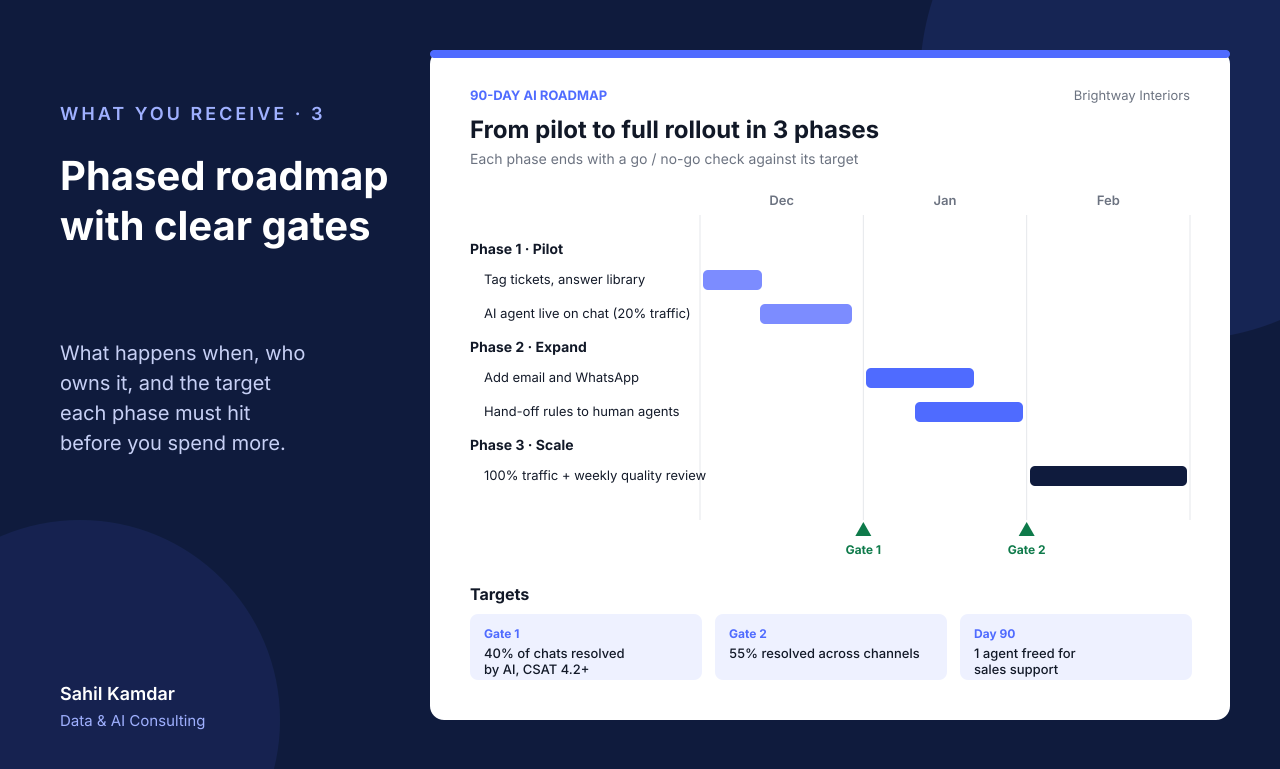 WHAT YOU RECEIVE · 3
Phased roadmap
with clear gates
What happens when, who
owns it, and the target
each phase must hit
before you spend more.
Sahil Kamdar
Data & AI Consulting
90-DAY AI ROADMAP
Brightway Interiors
From pilot to full rollout in 3 phases
Each phase ends with a go / no-go check against its target
Dec Jan Feb
Phase 1 · Pilot
Tag tickets, answer library
AI agent live on chat (20% traffic)
Phase 2 · Expand
Add email and WhatsApp
Hand-off rules to human agents
Phase 3 · Scale
100% traffic + weekly quality review
Gate 1 Gate 2
Targets
Gate 1
40% of chats resolved
by AI, CSAT 4.2+
Gate 2
55% resolved across channels
Day 90
1 agent freed for
sales support